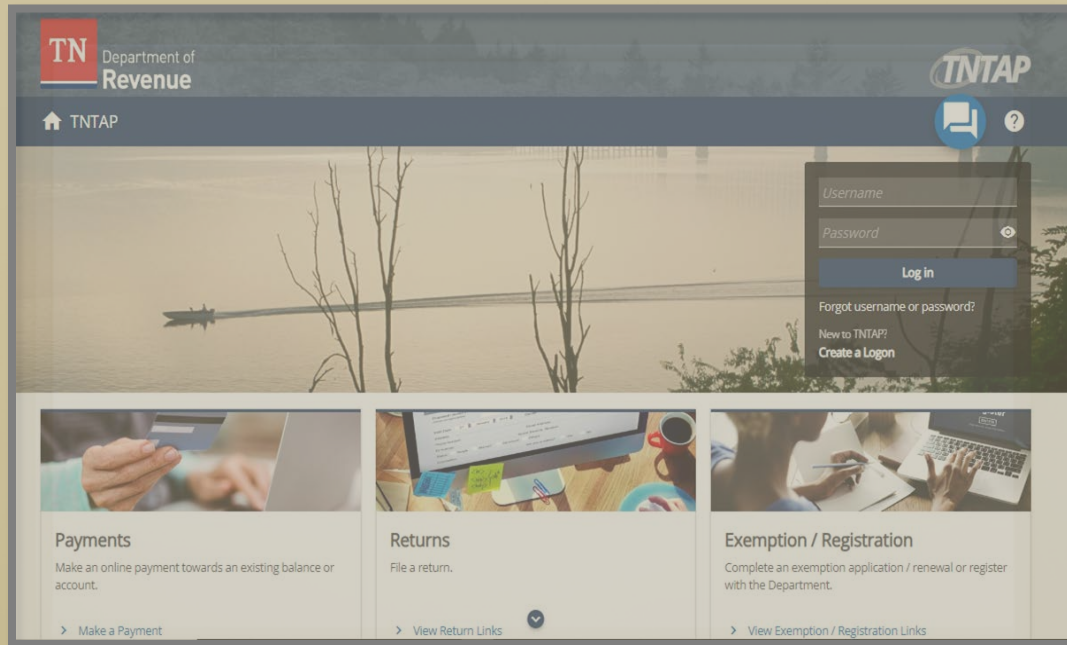 TN
Department of
Revenue
TNTAP
TNTAP
?
Username
Password
Log in
Forgot username or password?
New to TNTAP?
Create a Logon
Payments
Make an online payment towards an existing balance or
account.
> Make a Payment
Returns
File a return.
> View Return Links
Exemption / Registration
Complete an exemption application / renewal or register
with the Department.
> View Exemption / Registration Links